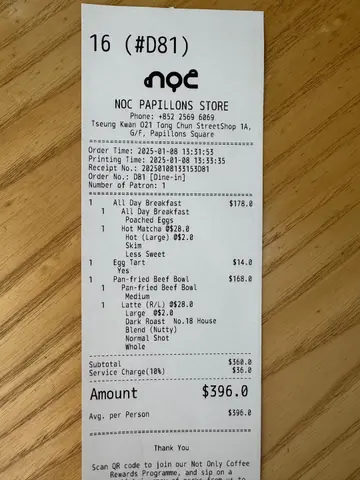 16 (#D81)
noc
NOC PAPILLONS STORE
Phone: +852 2569 6069
Tseung Kwan O21 Tong Chun StreetShop 1A,
G/F, Papillons Square
Order Time: 2025-01-08 13:31:53
Printing Time: 2025-01-08 13:33:35
Receipt No.: 20250108133153D81
Order No.: D81 [Dine-in]
Number of Patron: 1
1 All Day Breakfast $178.0
1 All Day Breakfast
Poached Eggs
1 Hot Matcha @$28.0
Hot (Large) @$2.0
Skim
Less Sweet
1 Egg Tart $14.0
Yes
1 Pan-fried Beef Bowl $168.0
1 Pan-fried Beef Bowl
Medium
1 Latte (R/L) @$28.0
Large @$2.0
Dark Roast No.18 House
Blend (Nutty)
Normal Shot
Whole
Subtotal $360.0
Service Charge(10%) $36.0
Amount $396.0
Avg. per Person $396.0
Thank You
Scan QR code to join our Not Only Coffee
Rewards Programme, and sip on a